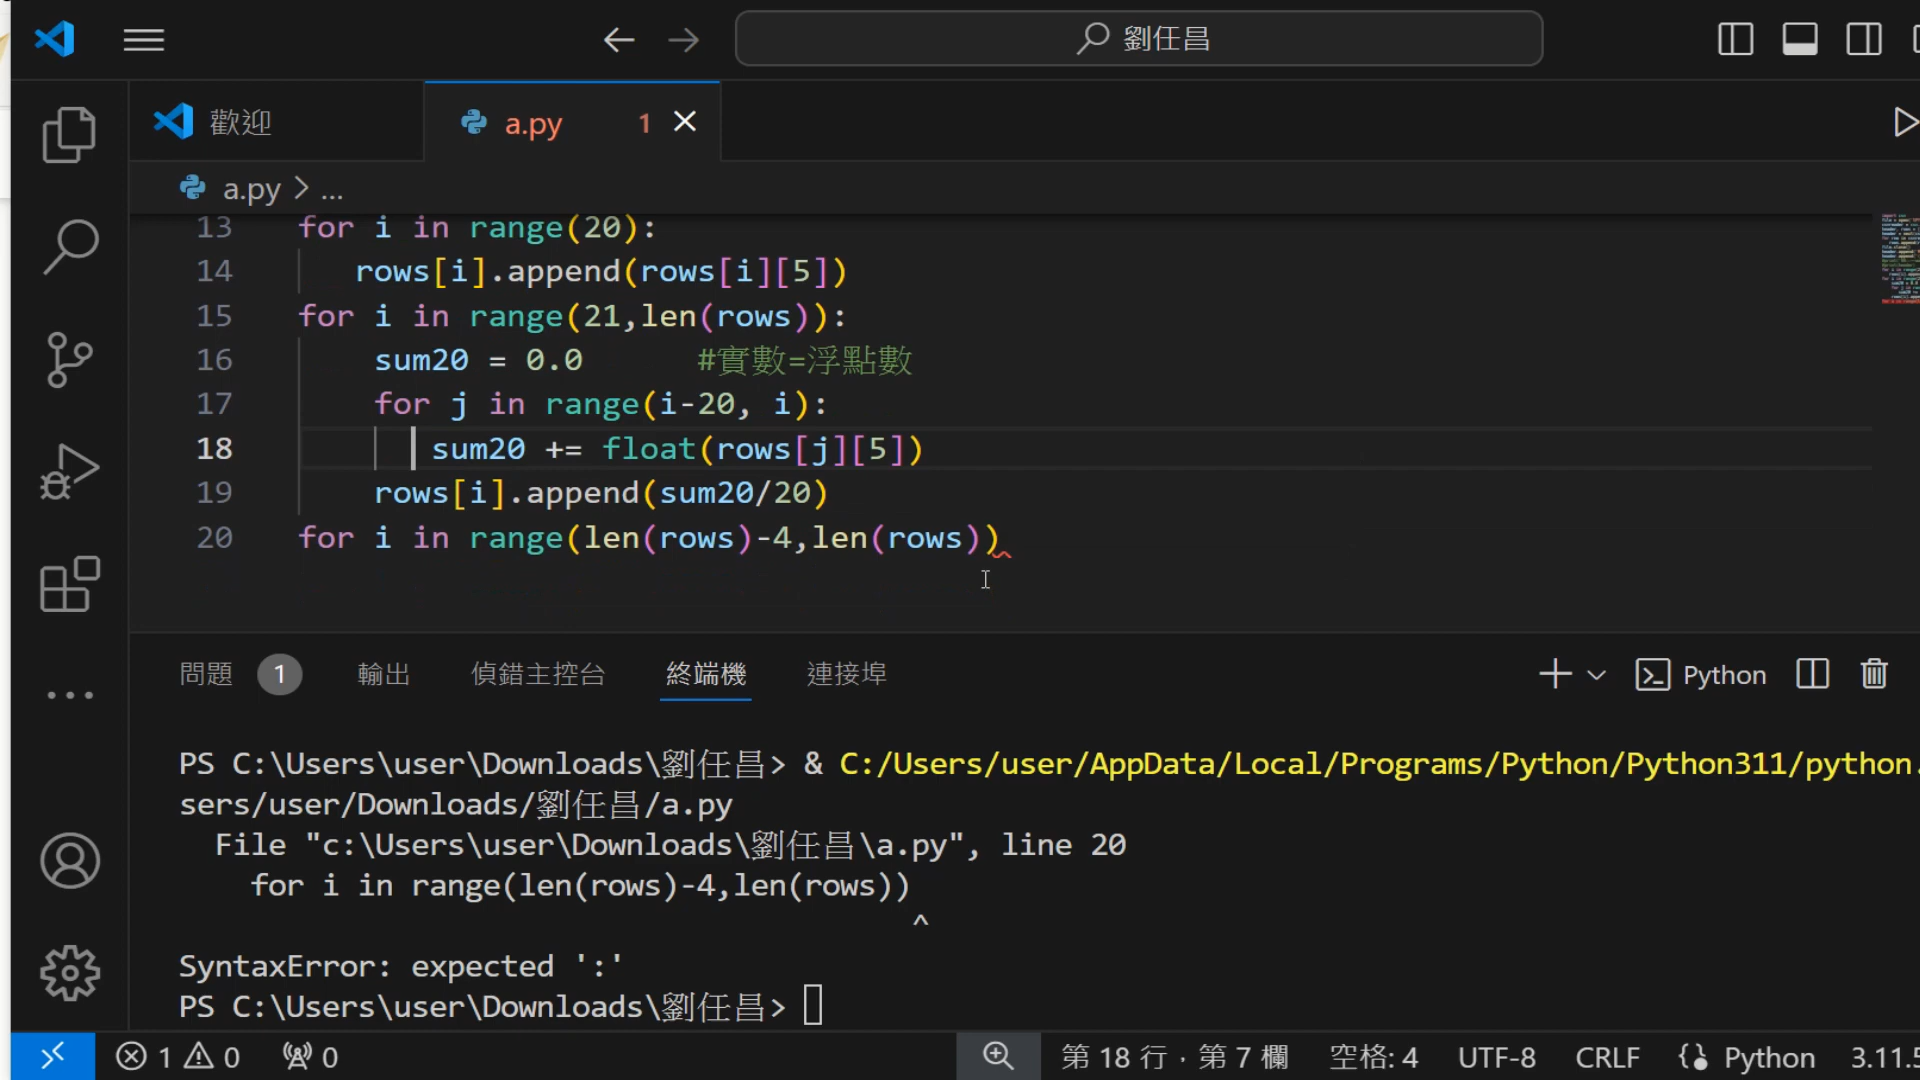 劉任昌
歡迎
a.py 1
a.py > ...
13 for i in range(20):
14 rows[i].append(rows[i][5])
15 for i in range(21,len(rows)):
16 sum20 = 0.0 #實數=浮點數
17 for j in range(i-20, i):
18 sum20 += float(rows[j][5])
19 rows[i].append(sum20/20)
20 for i in range(len(rows)-4,len(rows))
問題 1 輸出 偵錯主控台 終端機 連接埠 Python
PS C:\Users\user\Downloads\劉任昌> & C:/Users/user/AppData/Local/Programs/Python/Python311/python.
sers/user/Downloads/劉任昌/a.py
File "c:\Users\user\Downloads\劉任昌\a.py", line 20
for i in range(len(rows)-4,len(rows))
^
SyntaxError: expected ':'
PS C:\Users\user\Downloads\劉任昌>
1 0 0 第 18 行，第 7 欄 空格: 4 UTF-8 CRLF Python 3.11.5